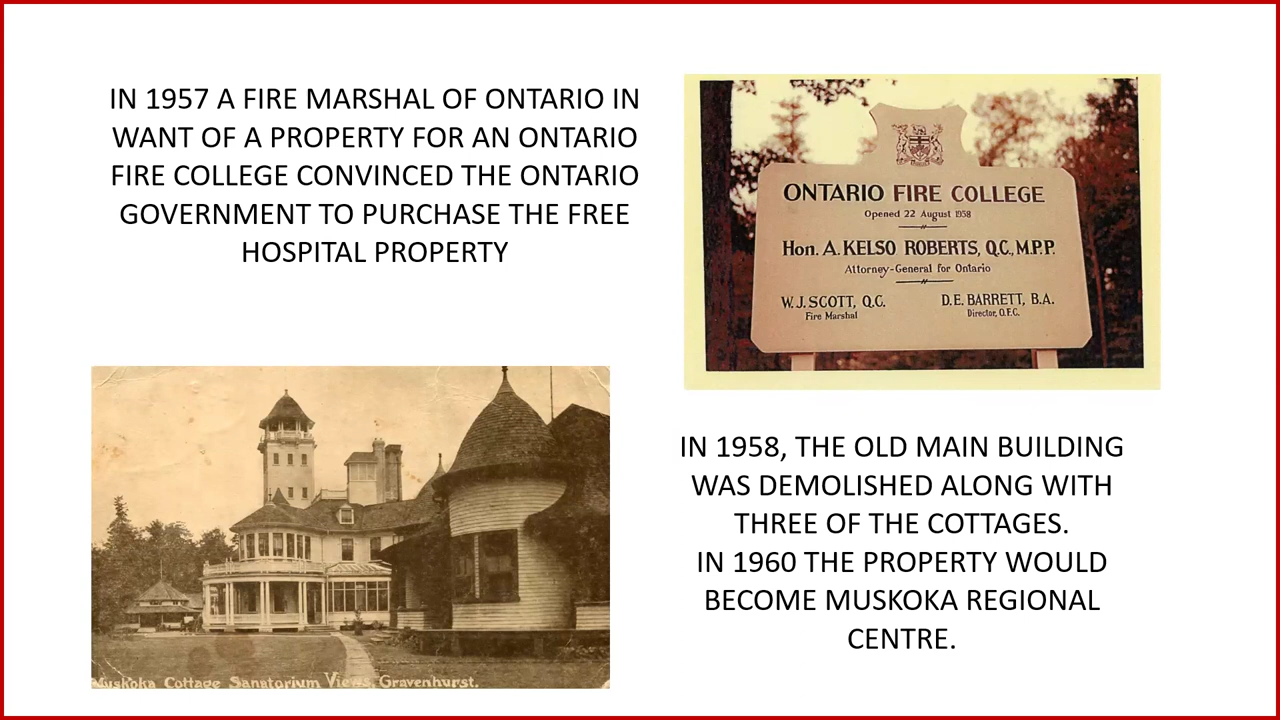 IN 1957 A FIRE MARSHAL OF ONTARIO IN
WANT OF A PROPERTY FOR AN ONTARIO
FIRE COLLEGE CONVINCED THE ONTARIO
GOVERNMENT TO PURCHASE THE FREE
HOSPITAL PROPERTY
ONTARIO FIRE COLLEGE
Opened 22 August 1958
Hon. A. KELSO ROBERTS, Q.C., M.P.P.
Attorney-General for Ontario
W. J. SCOTT, Q.C.
Fire Marshal
D. E. BARRETT, B.A.
Director, O.F.C.
Muskoka Cottage Sanatorium Views, Gravenhurst.
IN 1958, THE OLD MAIN BUILDING
WAS DEMOLISHED ALONG WITH
THREE OF THE COTTAGES.
IN 1960 THE PROPERTY WOULD
BECOME MUSKOKA REGIONAL
CENTRE.